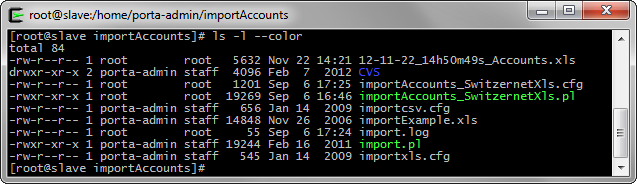 root@slave:/home/porta-admin/importAccounts
[root@slave importAccounts]# ls -l --color
total 84
-rw-r--r-- 1 root        root   5632 Nov 22 14:21 12-11-22_14h50m49s_Accounts.xls
drwxr-xr-x 2 porta-admin staff  4096 Feb  7  2012 CVS
-rw-r--r-- 1 root        root   1201 Sep  6 17:25 importAccounts_SwitzernetXls.cfg
-rwxr-xr-x 1 root        root  19269 Sep  6 16:46 importAccounts_SwitzernetXls.pl
-rw-r--r-- 1 porta-admin staff   656 Jan 14  2009 importcsv.cfg
-rw-r--r-- 1 porta-admin staff 14848 Nov 26  2006 importExample.xls
-rw-r--r-- 1 root        root     55 Sep  6 17:24 import.log
-rwxr-xr-x 1 porta-admin staff 19244 Feb 16  2011 import.pl
-rw-r--r-- 1 porta-admin staff   545 Jan 14  2009 importxls.cfg
[root@slave importAccounts]#